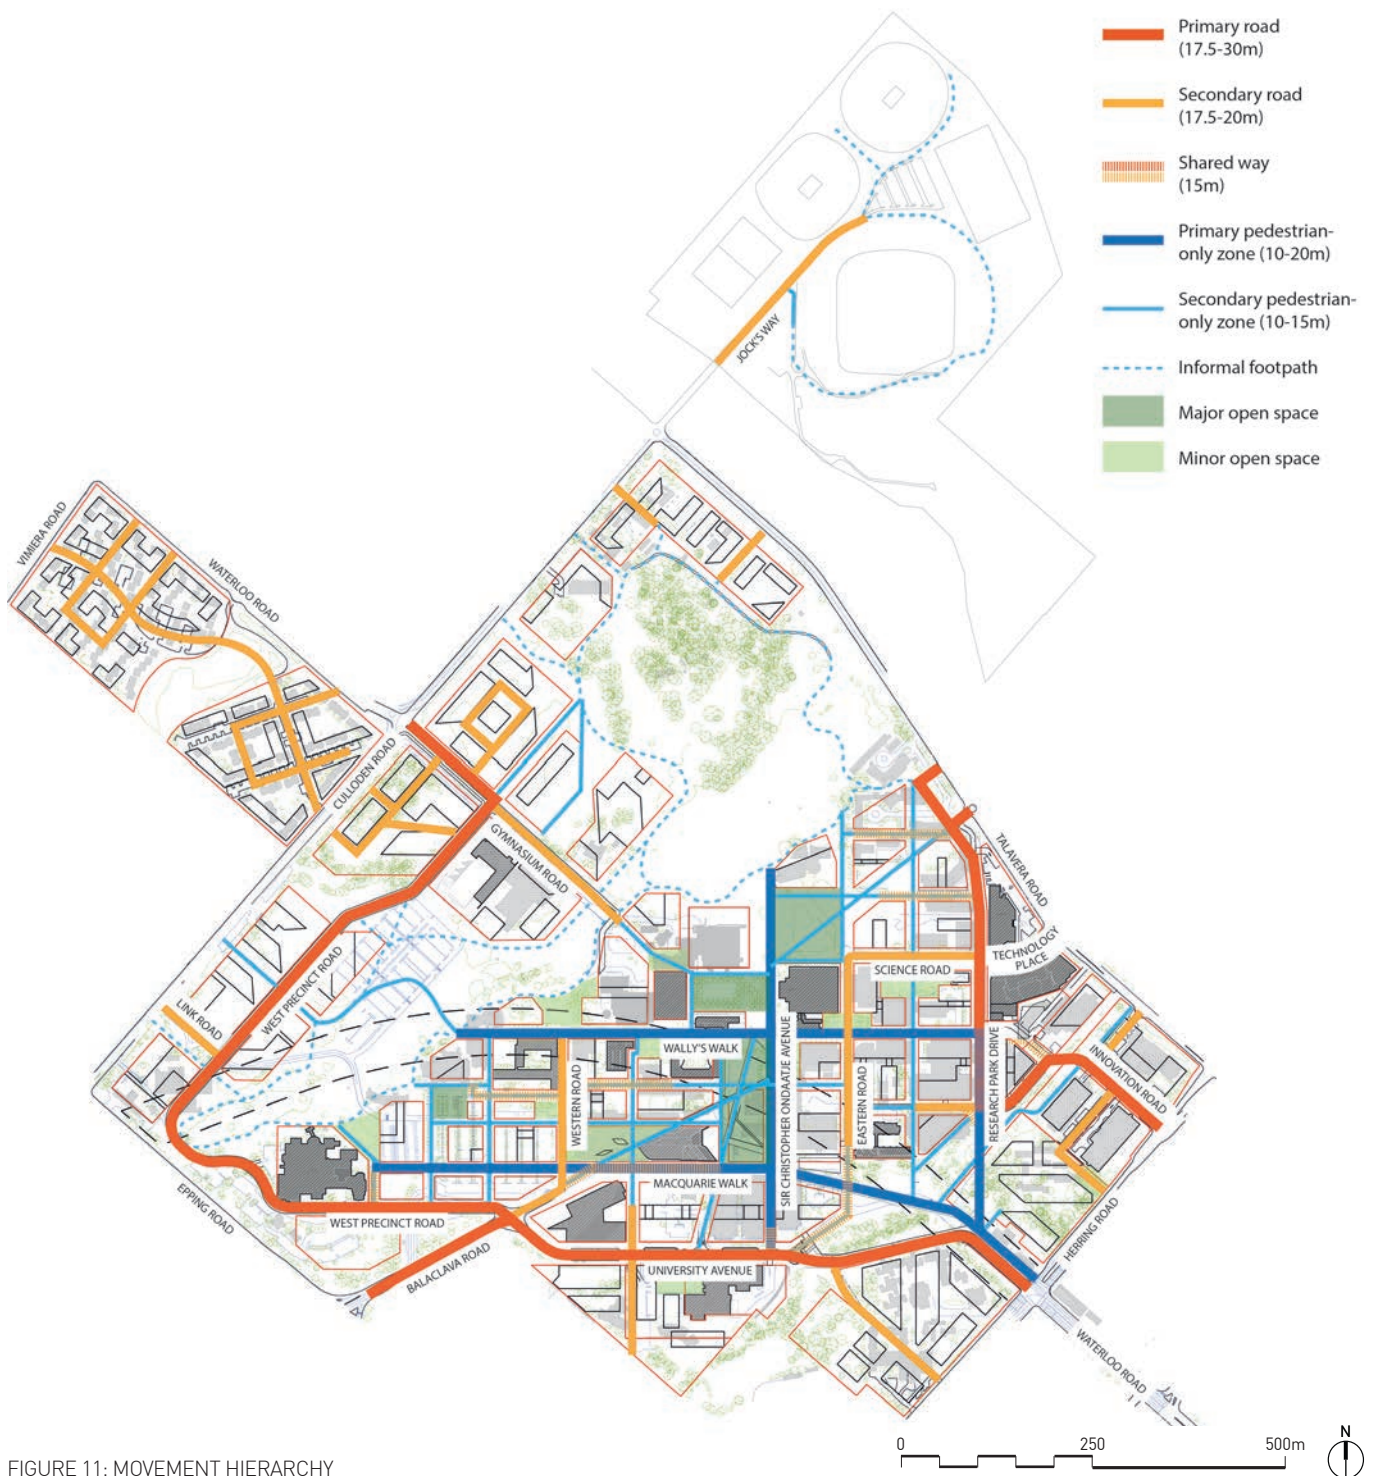 Primary road
(17.5-30m)
Secondary road
(17.5-20m)
Shared way
(15m)
Primary pedestrian-
only zone (10-20m)
Secondary pedestrian-
only zone (10-15m)
Informal footpath
Major open space
Minor open space
JOCK'S WAY
VIMIERA ROAD
WATERLOO ROAD
CULLODEN ROAD
GYMNASIUM ROAD
TALAVERA ROAD
TECHNOLOGY
PLACE
SCIENCE ROAD
WEST PRECINCT ROAD
LINK ROAD
WALLY'S WALK
SIR CHRISTOPHER ONDAATJE AVENUE
RESEARCH PARK DRIVE
INNOVATION ROAD
WESTERN ROAD
EASTERN ROAD
MACQUARIE WALK
EPPING ROAD
WEST PRECINCT ROAD
BALACLAVA ROAD
UNIVERSITY AVENUE
HERRING ROAD
WATERLOO ROAD
0 250 500m
N
FIGURE 11: MOVEMENT HIERARCHY